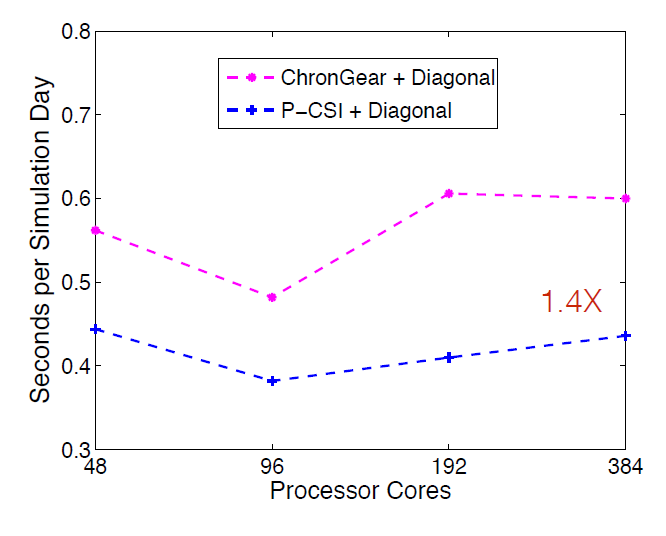 0.8
ChronGear + Diagonal
P-CSI + Diagonal
0.7
0.6
0.5
0.4
0.3
Seconds per Simulation Day
1.4X
48 96 192 384
Processor Cores